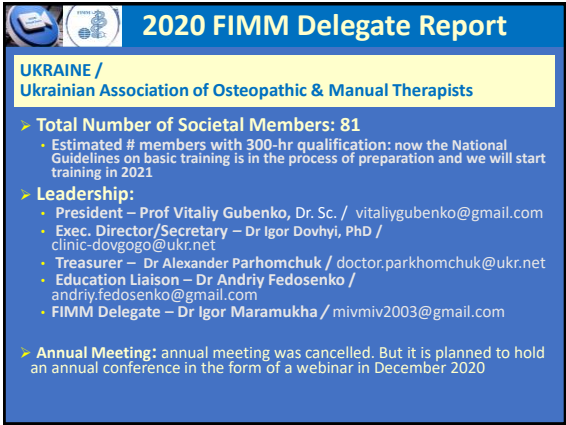 2020 FIMM Delegate Report
UKRAINE /
Ukrainian Association of Osteopathic & Manual Therapists
➢ Total Number of Societal Members: 81
• Estimated # members with 300-hr qualification: now the National
Guidelines on basic training is in the process of preparation and we will start
training in 2021
➢ Leadership:
• President – Prof Vitaliy Gubenko, Dr. Sc. / vitaliygubenko@gmail.com
• Exec. Director/Secretary – Dr Igor Dovhyi, PhD /
clinic-dovgogo@ukr.net
• Treasurer – Dr Alexander Parhomchuk / doctor.parkhomchuk@ukr.net
• Education Liaison – Dr Andriy Fedosenko /
andriy.fedosenko@gmail.com
• FIMM Delegate – Dr Igor Maramukha / mivmiv2003@gmail.com
➢ Annual Meeting: annual meeting was cancelled. But it is planned to hold
an annual conference in the form of a webinar in December 2020